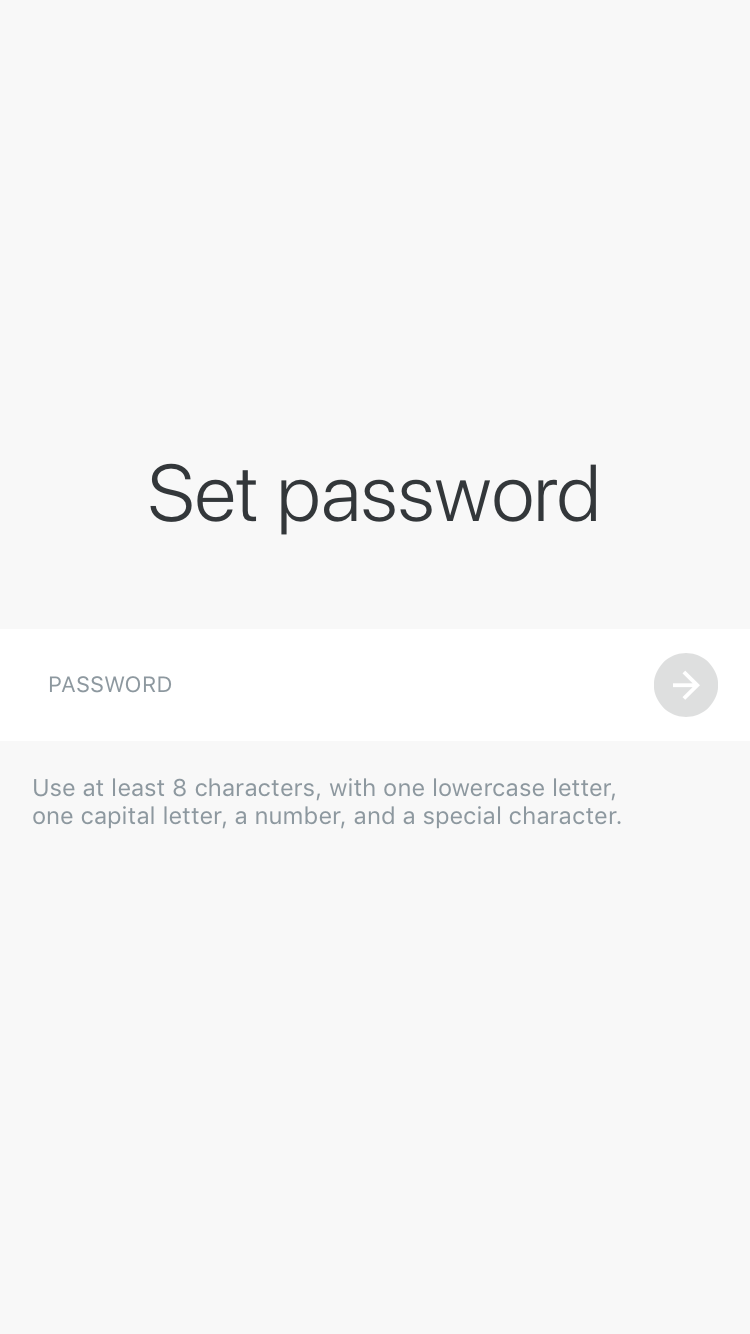 Set password
PASSWORD
Use at least 8 characters, with one lowercase letter,
one capital letter, a number, and a special character.